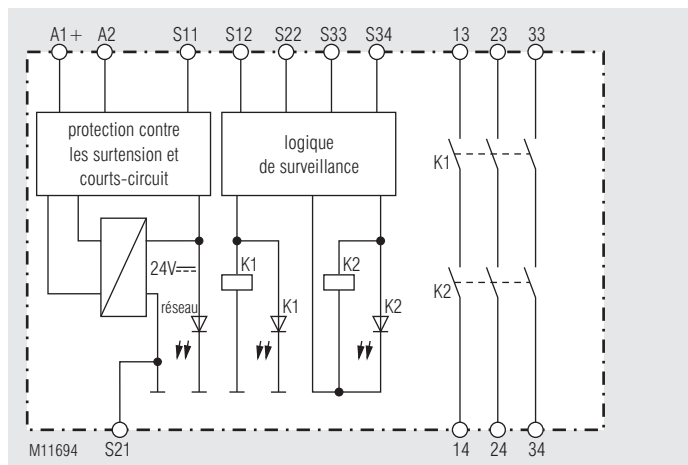 A1+ A2 S11 S12 S22 S33 S34 13 23 33
protection contre
les surtension et
courts-circuit
logique
de surveillance
K1
24V
K1
K2
K2
réseau
K1
K2
M11694 S21 14 24 34